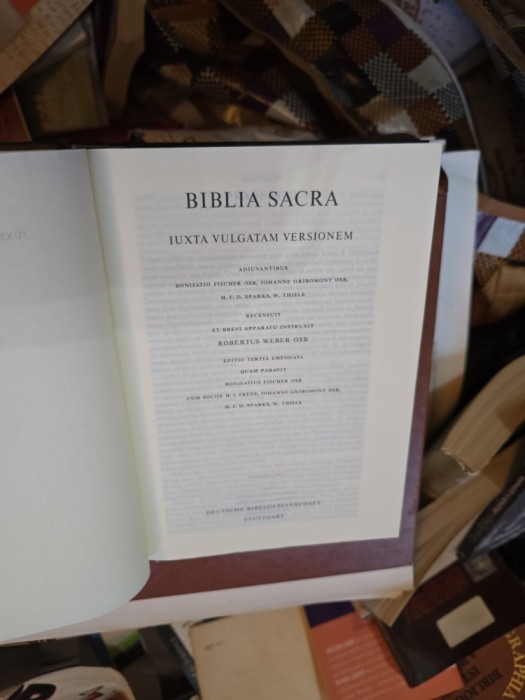 BIBLIA SACRA
IUXTA VULGATAM VERSIONEM
ADIUVANTIBUS
BONIFATIO FISCHER OSB, IOHANNE GRIBOMONT OSB,
H. F. D. SPARKS, W. THIELE
RECENSUIT
ET BREVI APPARATU INSTRUXIT
ROBERTUS WEBER OSB
EDITIO TERTIA EMENDATA
QUAM PARAVIT
BONIFATIUS FISCHER OSB
CUM SOCIIS H. I. FREDE, IOHANNE GRIBOMONT OSB,
H. F. D. SPARKS, W. THIELE
DEUTSCHE BIBELGESELLSCHAFT
STUTTGART